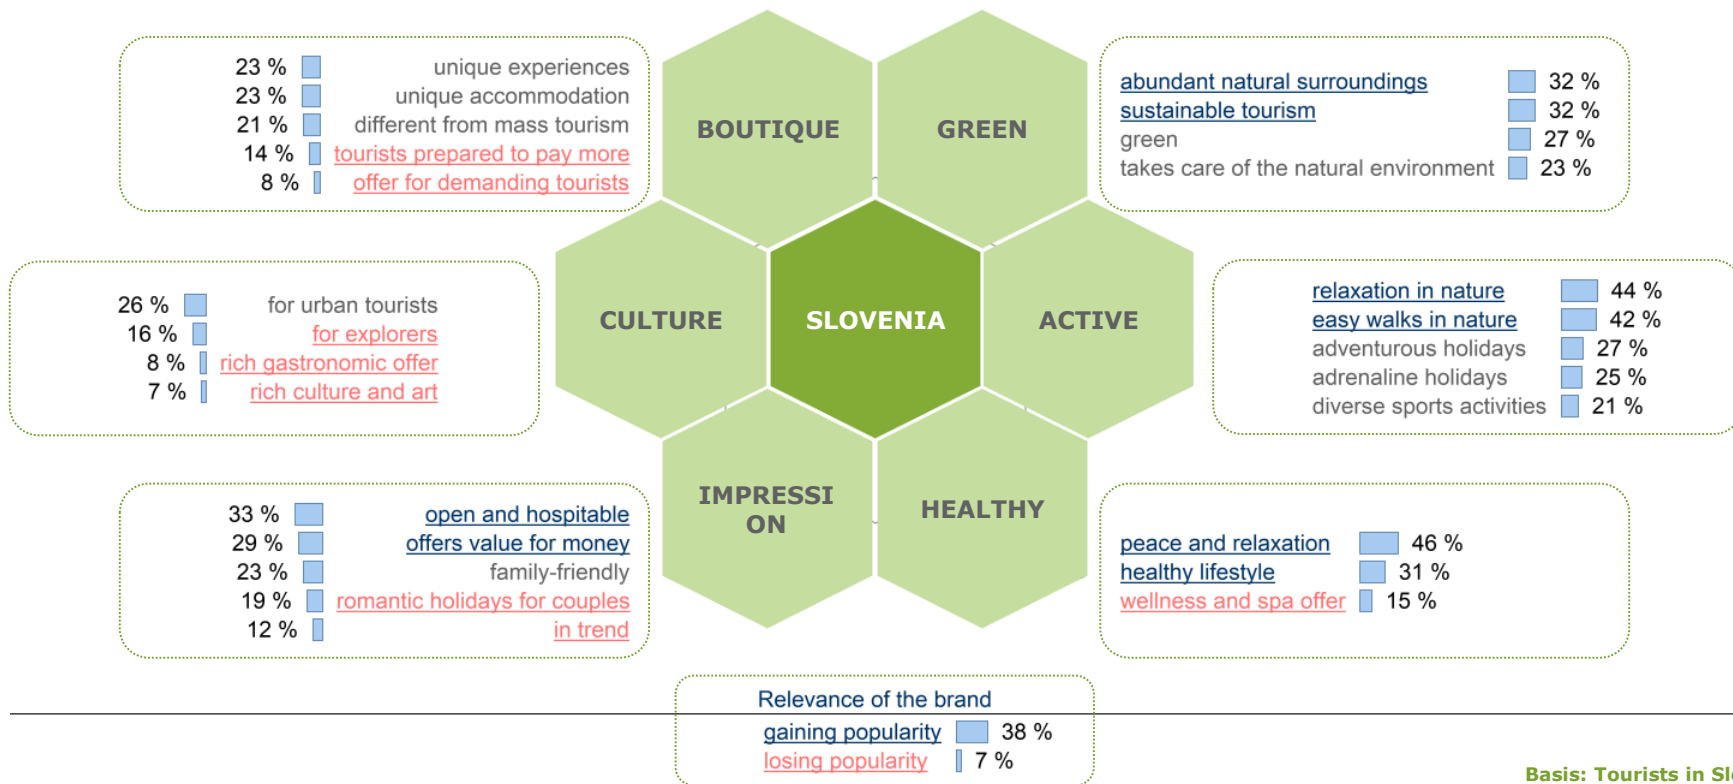 23 % unique experiences
23 % unique accommodation
21 % different from mass tourism
14 % tourists prepared to pay more
8 % offer for demanding tourists
BOUTIQUE
GREEN
abundant natural surroundings 32 %
sustainable tourism 32 %
green 27 %
takes care of the natural environment 23 %
26 % for urban tourists
16 % for explorers
8 % rich gastronomic offer
7 % rich culture and art
CULTURE
SLOVENIA
ACTIVE
relaxation in nature 44 %
easy walks in nature 42 %
adventurous holidays 27 %
adrenaline holidays 25 %
diverse sports activities 21 %
33 % open and hospitable
29 % offers value for money
23 % family-friendly
19 % romantic holidays for couples
12 % in trend
IMPRESSI
ON
HEALTHY
peace and relaxation 46 %
healthy lifestyle 31 %
wellness and spa offer 15 %
Relevance of the brand
gaining popularity 38 %
losing popularity 7 %
Basis: Tourists in